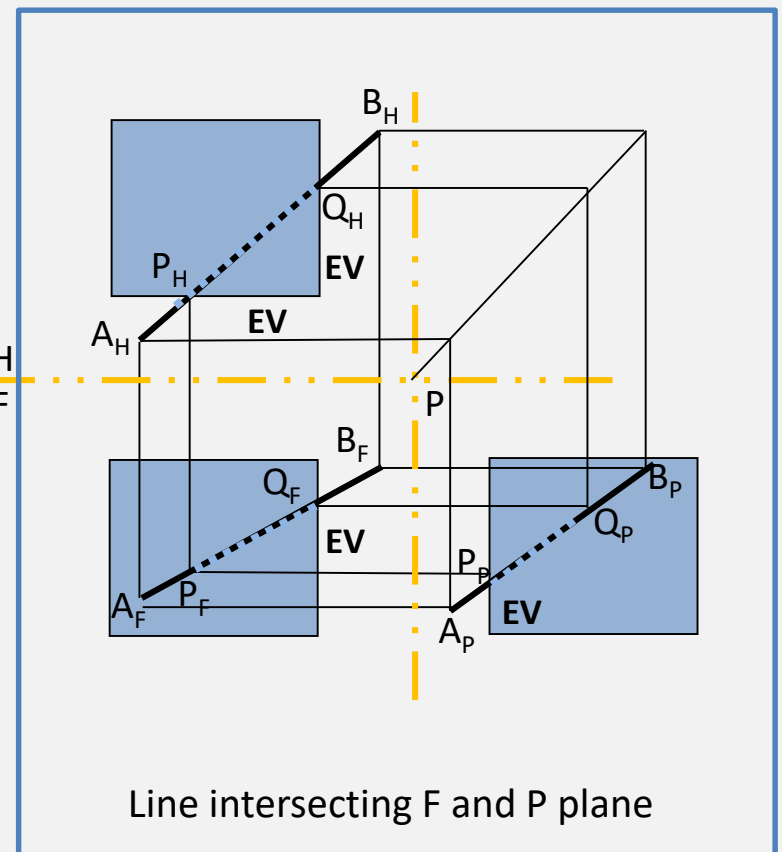 B_H
Q_H
P_H
EV
EV
A_H
H
F
P
B_F
Q_F
B_P
Q_P
EV
P_P
A_F
P_F
EV
A_P
Line intersecting F and P plane